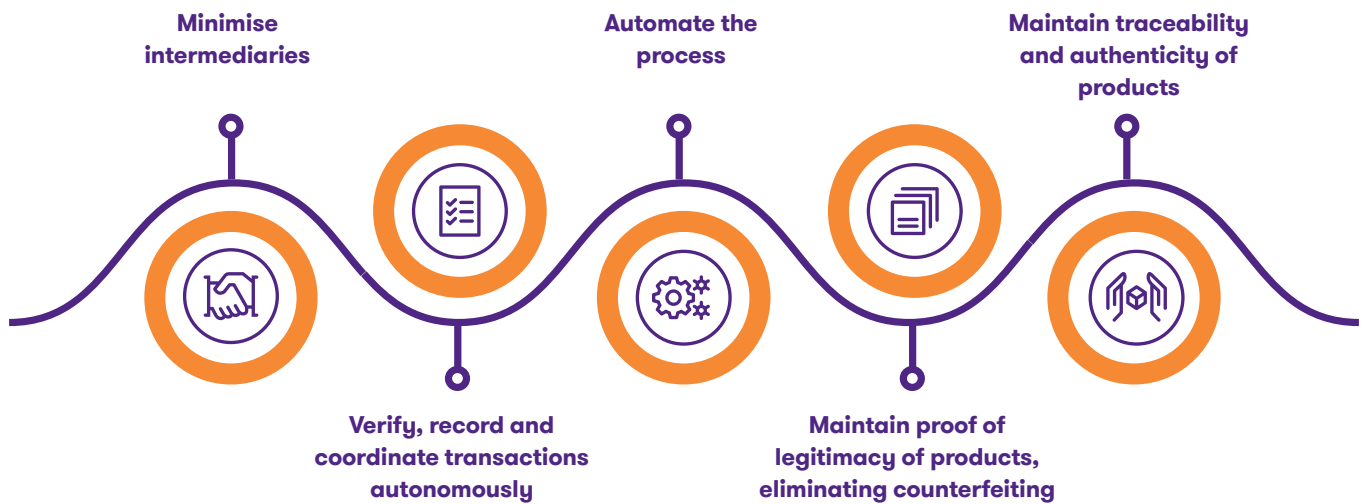 Minimise
intermediaries
Verify, record and
coordinate transactions
autonomously
Automate the
process
Maintain proof of
legitimacy of products,
eliminating counterfeiting
Maintain traceability
and authenticity of
products